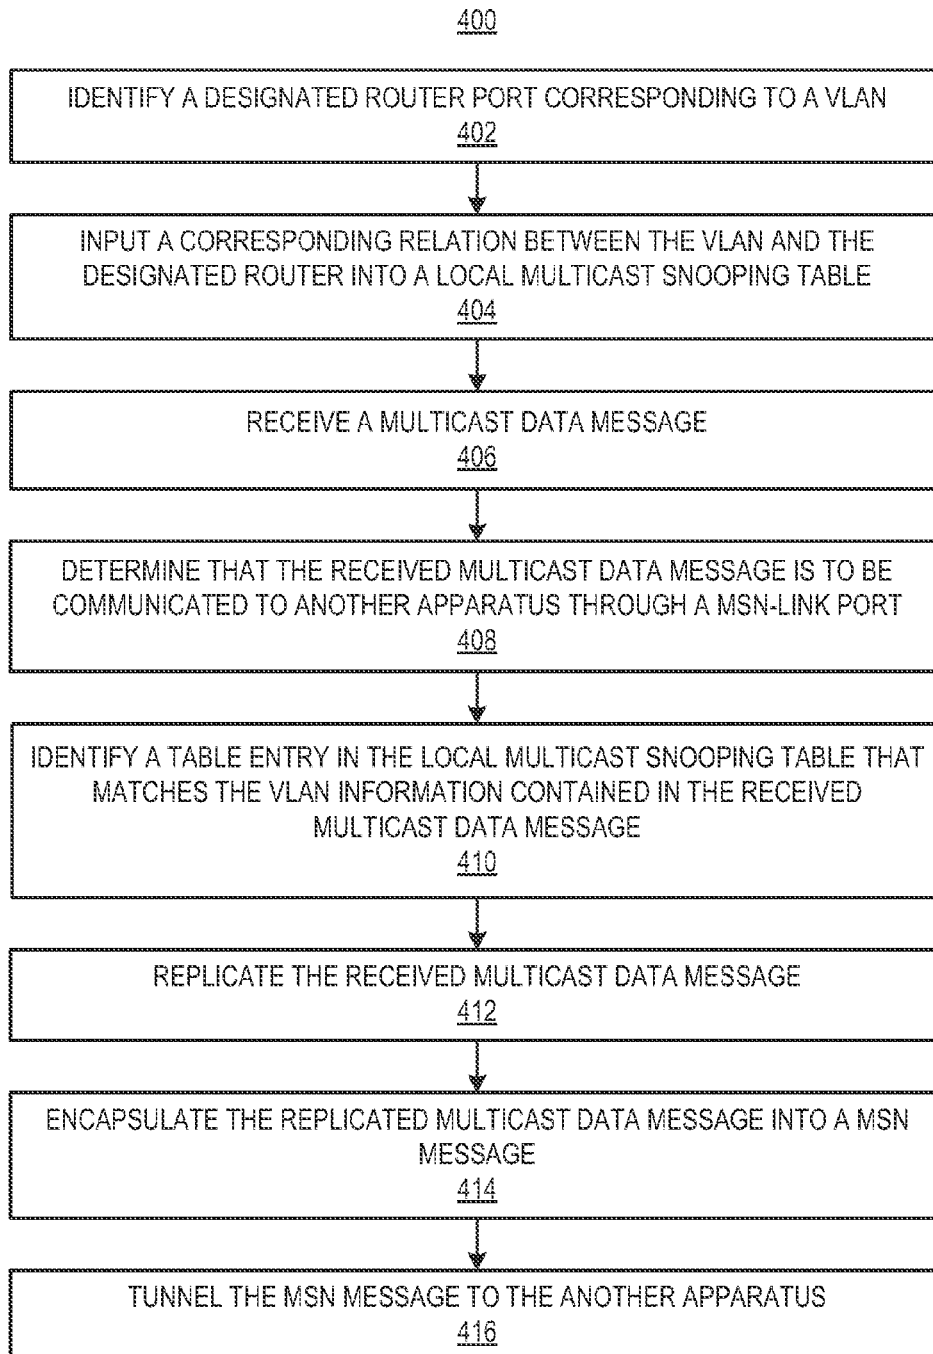 400
IDENTIFY A DESIGNATED ROUTER PORT CORRESPONDING TO A VLAN
402
INPUT A CORRESPONDING RELATION BETWEEN THE VLAN AND THE
DESIGNATED ROUTER INTO A LOCAL MULTICAST SNOOPING TABLE
404
RECEIVE A MULTICAST DATA MESSAGE
406
DETERMINE THAT THE RECEIVED MULTICAST DATA MESSAGE IS TO BE
COMMUNICATED TO ANOTHER APPARATUS THROUGH A MSN-LINK PORT
408
IDENTIFY A TABLE ENTRY IN THE LOCAL MULTICAST SNOOPING TABLE THAT
MATCHES THE VLAN INFORMATION CONTAINED IN THE RECEIVED
MULTICAST DATA MESSAGE
410
REPLICATE THE RECEIVED MULTICAST DATA MESSAGE
412
ENCAPSULATE THE REPLICATED MULTICAST DATA MESSAGE INTO A MSN
MESSAGE
414
TUNNEL THE MSN MESSAGE TO THE ANOTHER APPARATUS
416